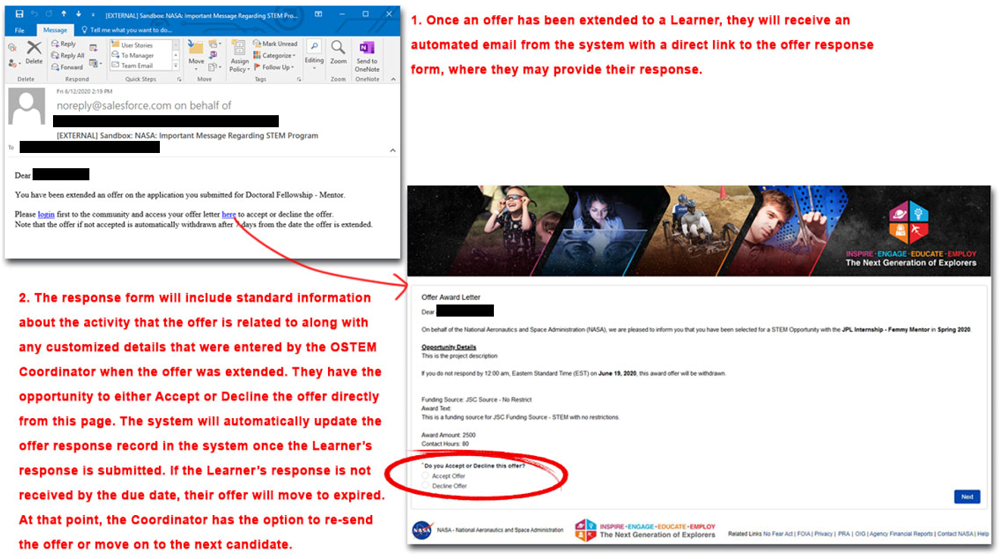 [EXTERNAL] Sandbox: NASA: Important Message Regarding STEM Pro...
File
Message
Tell me what you want to do...
Delete
Reply
Reply All
Forward
User Stories
To Manager
Team Email
Move
Assign Policy
Mark Unread
Categorize
Follow Up
Editing
Zoom
Send to OneNote
Delete
Respond
Quick Steps
Move
Tags
Zoom
OneNote
Fri 6/12/2020 2:19 PM
noreply@salesforce.com on behalf of
[EXTERNAL] Sandbox: NASA: Important Message Regarding STEM Program
To
Dear
You have been extended an offer on the application you submitted for Doctoral Fellowship - Mentor.
Please login first to the community and access your offer letter here to accept or decline the offer.
Note that the offer if not accepted is automatically withdrawn after 7 days from the date the offer is extended.
1. Once an offer has been extended to a Learner, they will receive an
automated email from the system with a direct link to the offer response
form, where they may provide their response.
2. The response form will include standard information
about the activity that the offer is related to along with
any customized details that were entered by the OSTEM
Coordinator when the offer was extended. They have the
opportunity to either Accept or Decline the offer directly
from this page. The system will automatically update the
offer response record in the system once the Learner's
response is submitted. If the Learner's response is not
received by the due date, their offer will move to expired.
At that point, the Coordinator has the option to re-send
the offer or move on to the next candidate.
INSPIRE · ENGAGE · EDUCATE · EMPLOY
The Next Generation of Explorers
Offer Award Letter
Dear
On behalf of the National Aeronautics and Space Administration (NASA), we are pleased to inform you that you have been selected for a STEM Opportunity with the JPL Internship - Femmy Mentor in Spring 2020.
Opportunity Details
This is the project description
If you do not respond by 12:00 am, Eastern Standard Time (EST) on June 19, 2020, this award offer will be withdrawn.
Funding Source: JSC Source - No Restrict
Award Text:
This is a funding source for JSC Funding Source - STEM with no restrictions.
Award Amount: 2500
Contact Hours: 80
*Do you Accept or Decline this offer?
Accept Offer
Decline Offer
Next
NASA
NASA - National Aeronautics and Space Administration
INSPIRE · ENGAGE · EDUCATE · EMPLOY
The Next Generation of Explorers
Related Links No Fear Act | FOIA | Privacy | PRA | OIG | Agency Financial Reports | Contact NASA | Help